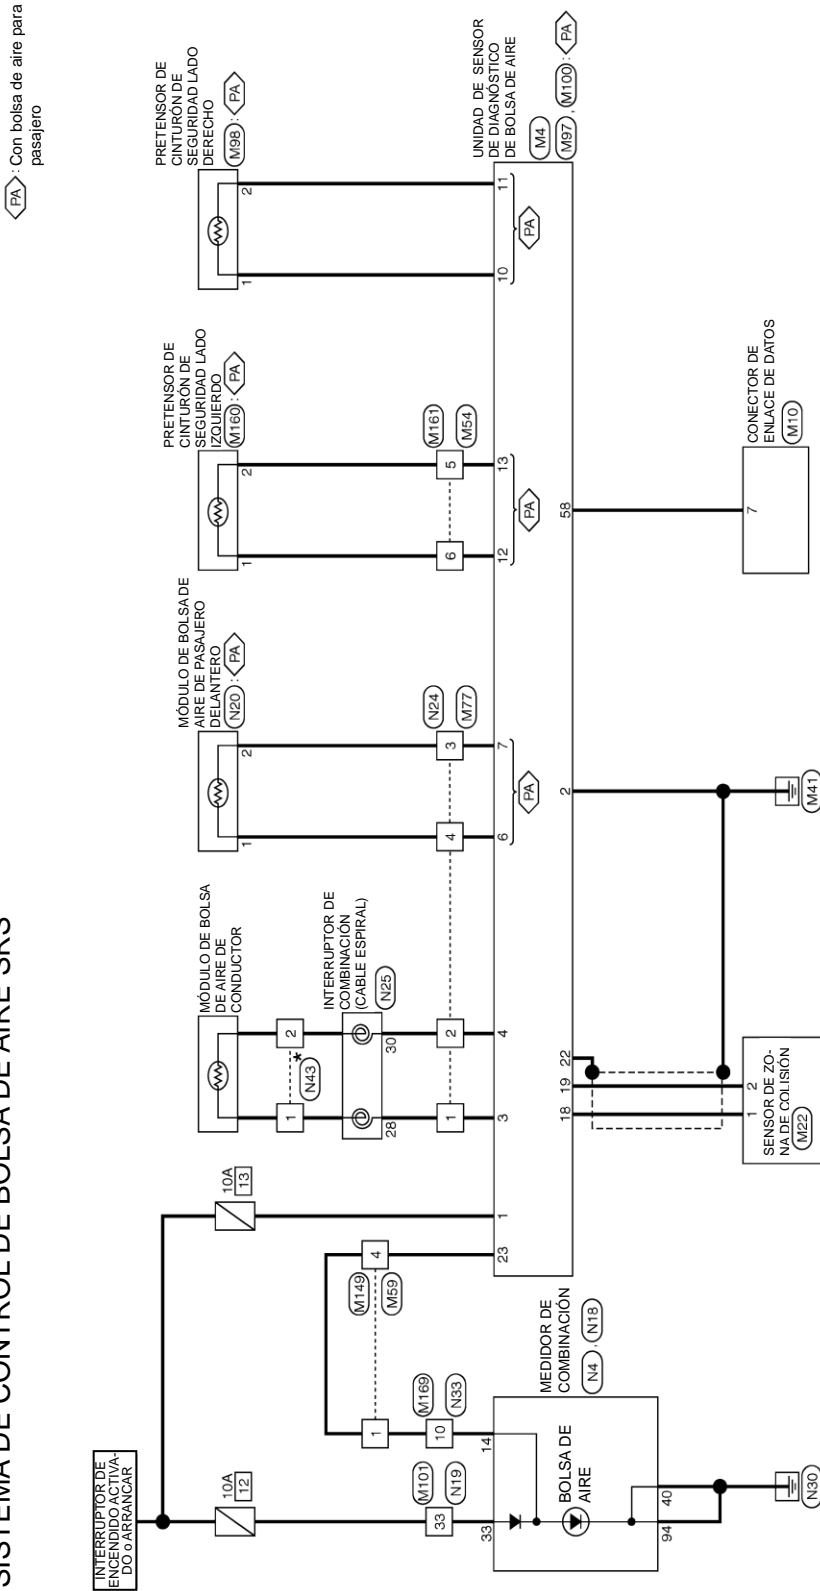 SISTEMA DE CONTROL DE BOLSA DE AIRE SRS
PA : Con bolsa de aire para
pasajero
INTERRUPTOR DE
ENCENDIDO ACTIVA-
DO o ARRANCAR
10A
12
10A
13
MÓDULO DE BOLSA
DE AIRE DE
CONDUCTOR
1
2
*
N43
INTERRUPTOR DE
COMBINACIÓN
(CABLE ESPIRAL)
N25
28
30
1
2
3
4
MÓDULO DE BOLSA DE
AIRE DE PASAJERO
DELANTERO
N20 : PA
1
2
4
3
N24
M77
6
7
PA
PRETENSOR DE
CINTURÓN DE
SEGURIDAD LADO
IZQUIERDO
M160 : PA
1
2
6
5
M161
M54
12
13
PA
PRETENSOR DE
CINTURÓN DE
SEGURIDAD LADO
DERECHO
M98 : PA
1
2
10
11
PA
UNIDAD DE SENSOR
DE DIAGNÓSTICO
DE BOLSA DE AIRE
M4
M97 , M100 : PA
23
1
M149
M59
4
1
M169
N33
10
M101
N19
33
33
14
MEDIDOR DE
COMBINACIÓN
N4 , N18
BOLSA DE
AIRE
94
40
N30
18
19
22
2
58
1
2
SENSOR DE ZO-
NA DE COLISIÓN
M22
M41
7
CONECTOR DE
ENLACE DE DATOS
M10